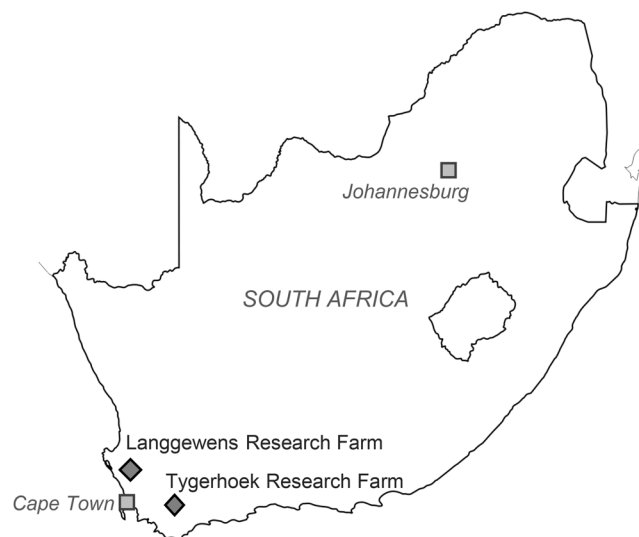 Johannesburg
SOUTH AFRICA
Langgewens Research Farm
Tygerhoek Research Farm
Cape Town